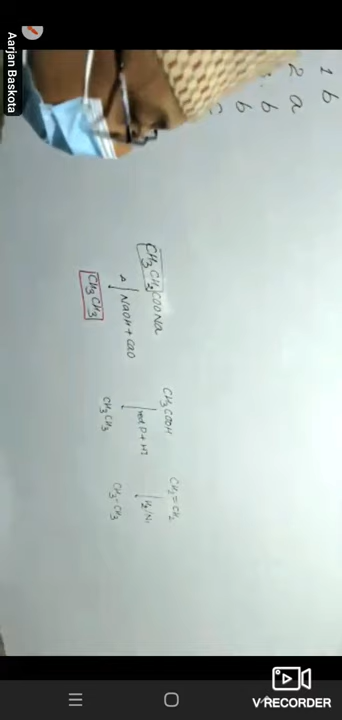 Aarjan Baskota
1 b
2 a
b
b
CH₃CH₂COONa
Δ NaOH + CaO
CH₃CH₃
CH₃COOH
red P + HI
CH₃CH₃
CH₂=CH₂
H₂/Ni
CH₃-CH₃
V RECORDER